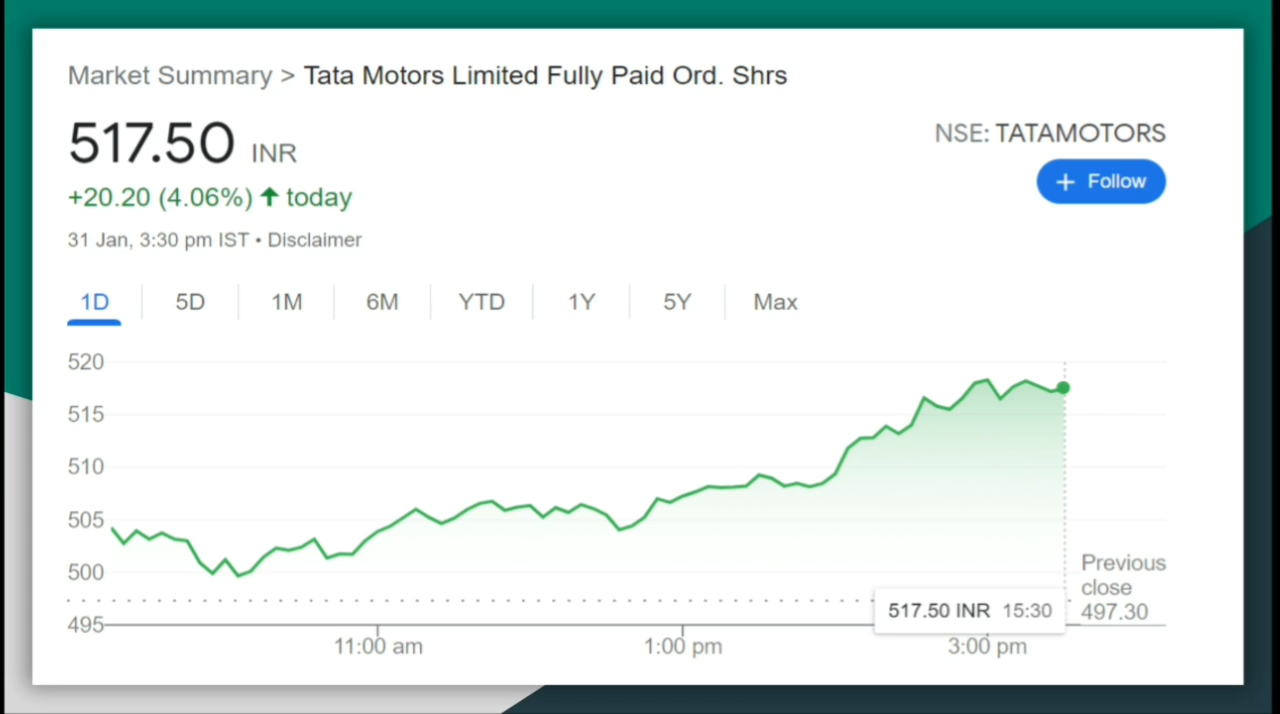 Market Summary > Tata Motors Limited Fully Paid Ord. Shrs
517.50 INR
NSE: TATAMOTORS
+20.20 (4.06%) ↑ today
+ Follow
31 Jan, 3:30 pm IST • Disclaimer
1D 5D 1M 6M YTD 1Y 5Y Max
520
515
510
505
500
495
Previous
close
497.30
517.50 INR 15:30
11:00 am 1:00 pm 3:00 pm